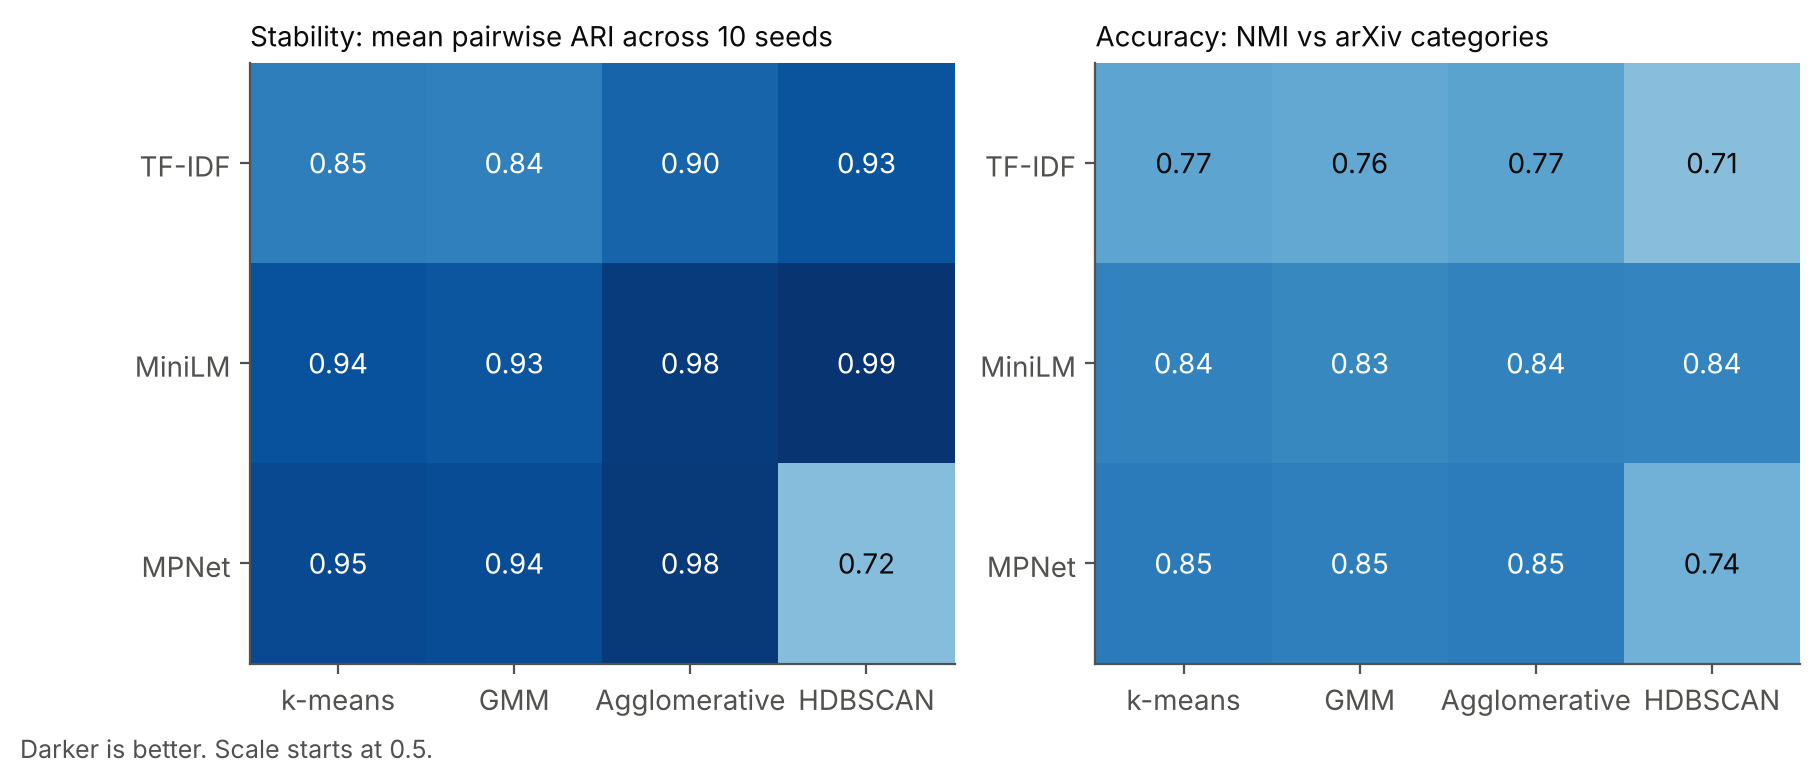 Stability: mean pairwise ARI across 10 seeds
TF-IDF 0.85 0.84 0.90 0.93
MiniLM 0.94 0.93 0.98 0.99
MPNet 0.95 0.94 0.98 0.72
k-means GMM Agglomerative HDBSCAN
Accuracy: NMI vs arXiv categories
TF-IDF 0.77 0.76 0.77 0.71
MiniLM 0.84 0.83 0.84 0.84
MPNet 0.85 0.85 0.85 0.74
k-means GMM Agglomerative HDBSCAN
Darker is better. Scale starts at 0.5.